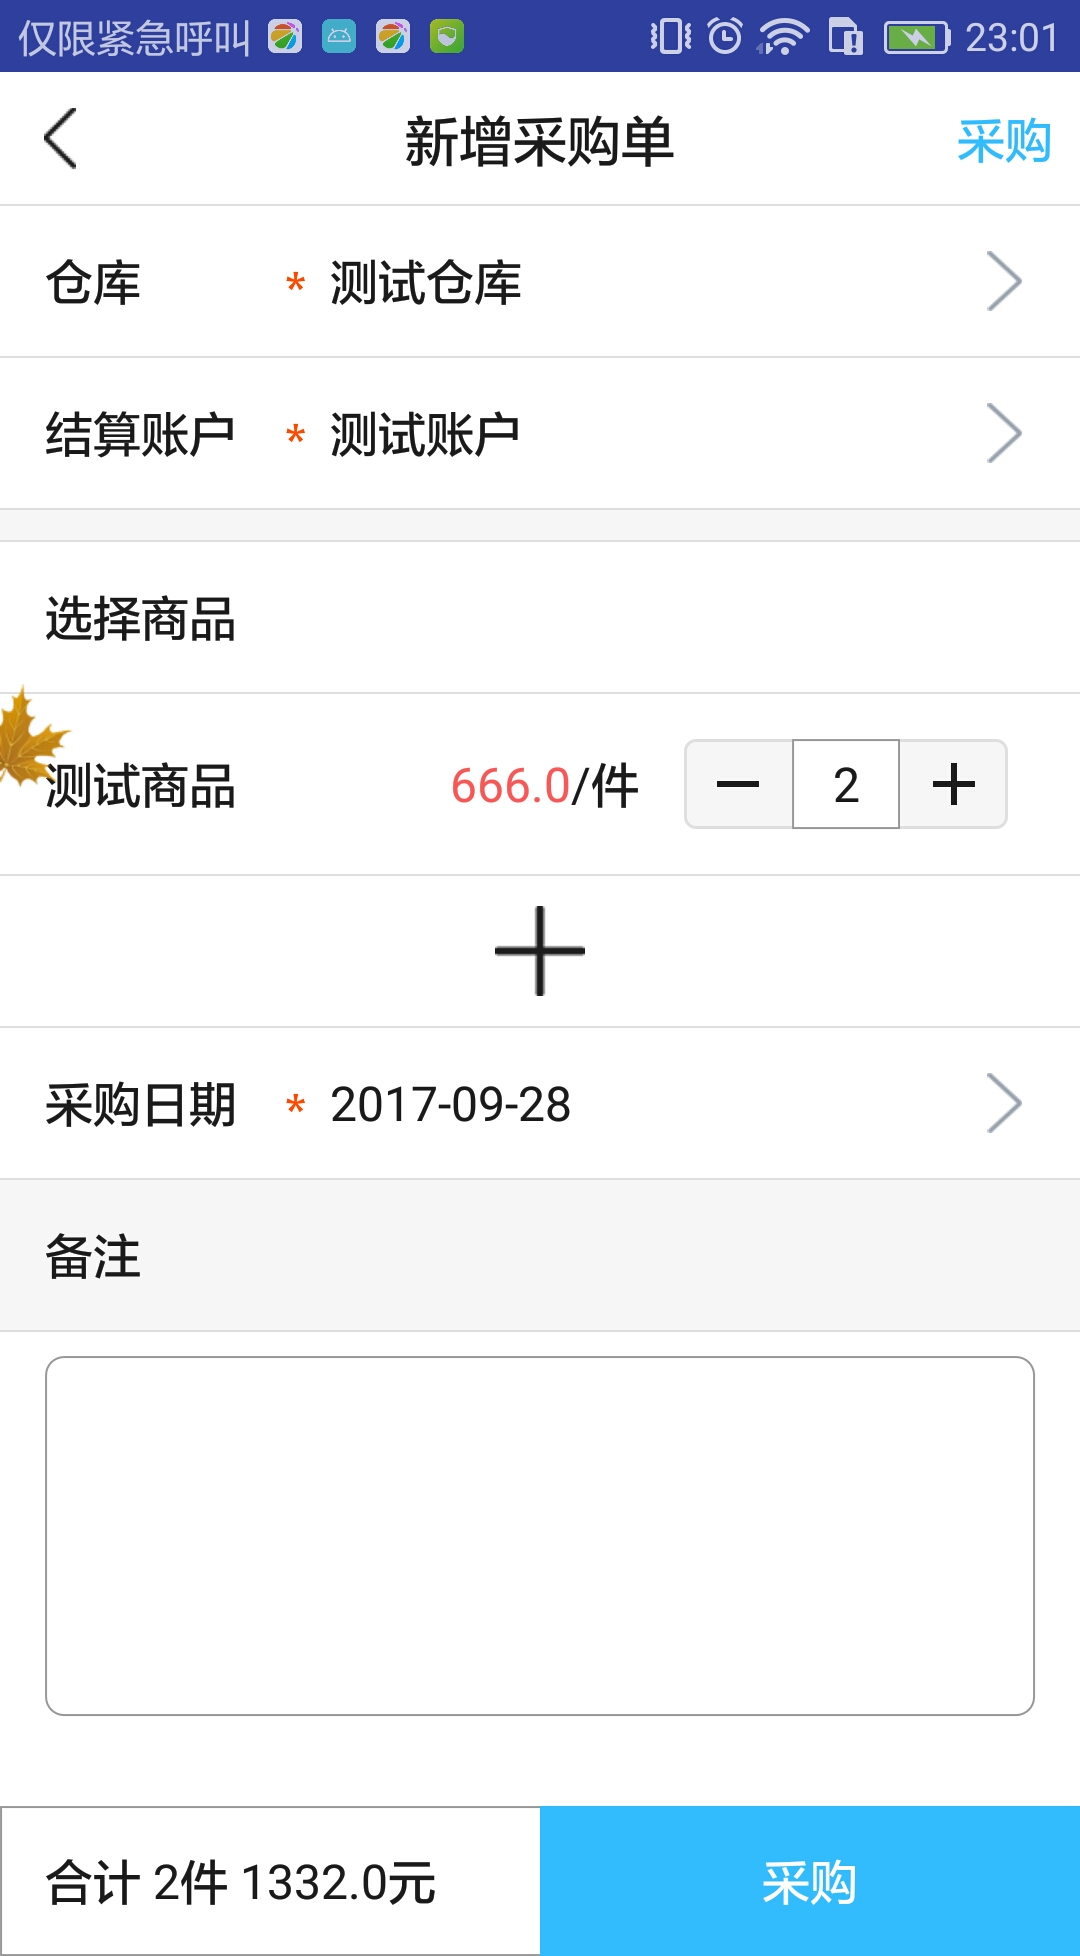 仅限紧急呼叫 23:01
新增采购单 采购
仓库 * 测试仓库
结算账户 * 测试账户
选择商品
测试商品 666.0/件 2
采购日期 * 2017-09-28
备注
合计 2件 1332.0元 采购